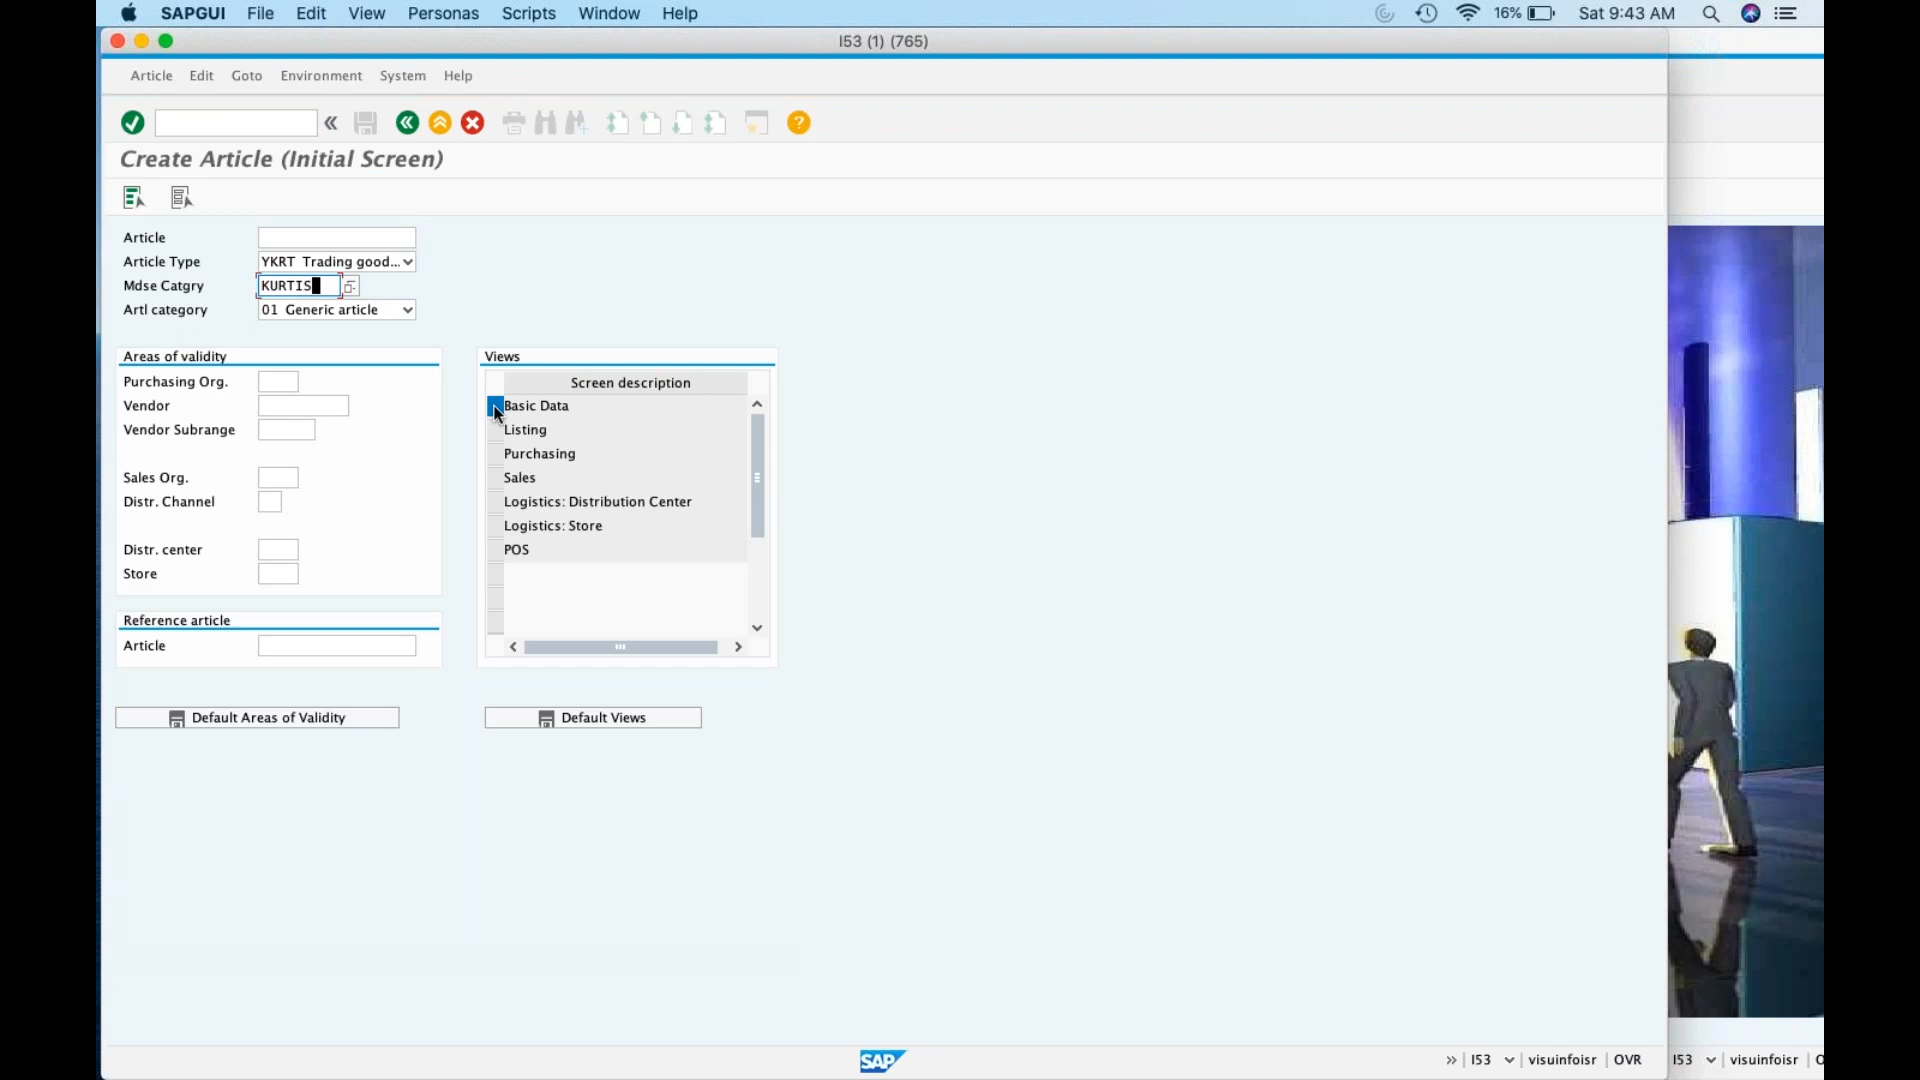 SAPGUI File Edit View Personas Scripts Window Help 16% Sat 9:43 AM
I53 (1) (765)
Article Edit Goto Environment System Help
Create Article (Initial Screen)
Article
Article Type YKRT Trading good...
Mdse Catgry KURTIS
Artl category 01 Generic article
Areas of validity
Purchasing Org.
Vendor
Vendor Subrange
Sales Org.
Distr. Channel
Distr. center
Store
Reference article
Article
Default Areas of Validity
Views
Screen description
Basic Data
Listing
Purchasing
Sales
Logistics: Distribution Center
Logistics: Store
POS
Default Views
SAP
I53 visuinfoisr OVR
I53 visuinfoisr